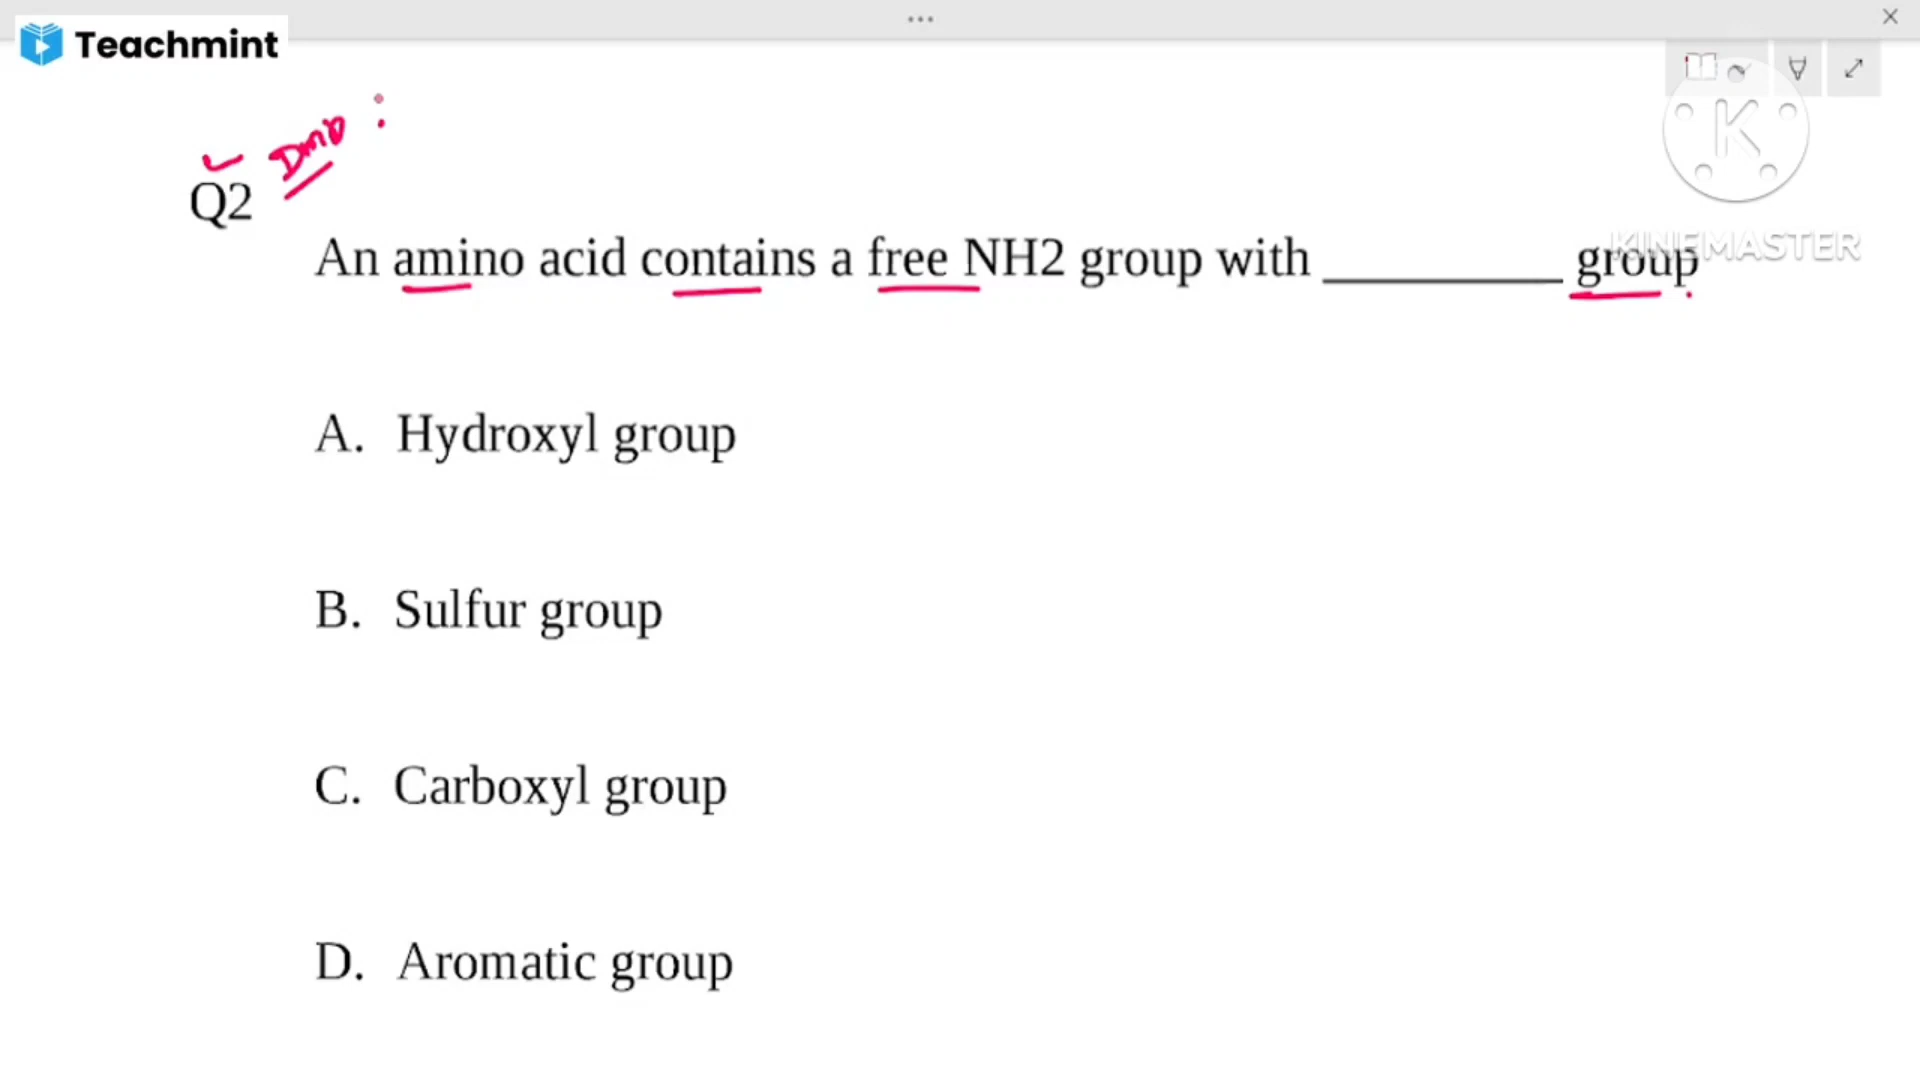 Teachmint
DMO :
Q2
An amino acid contains a free NH2 group with __________ group
KINEMASTER
A. Hydroxyl group
B. Sulfur group
C. Carboxyl group
D. Aromatic group